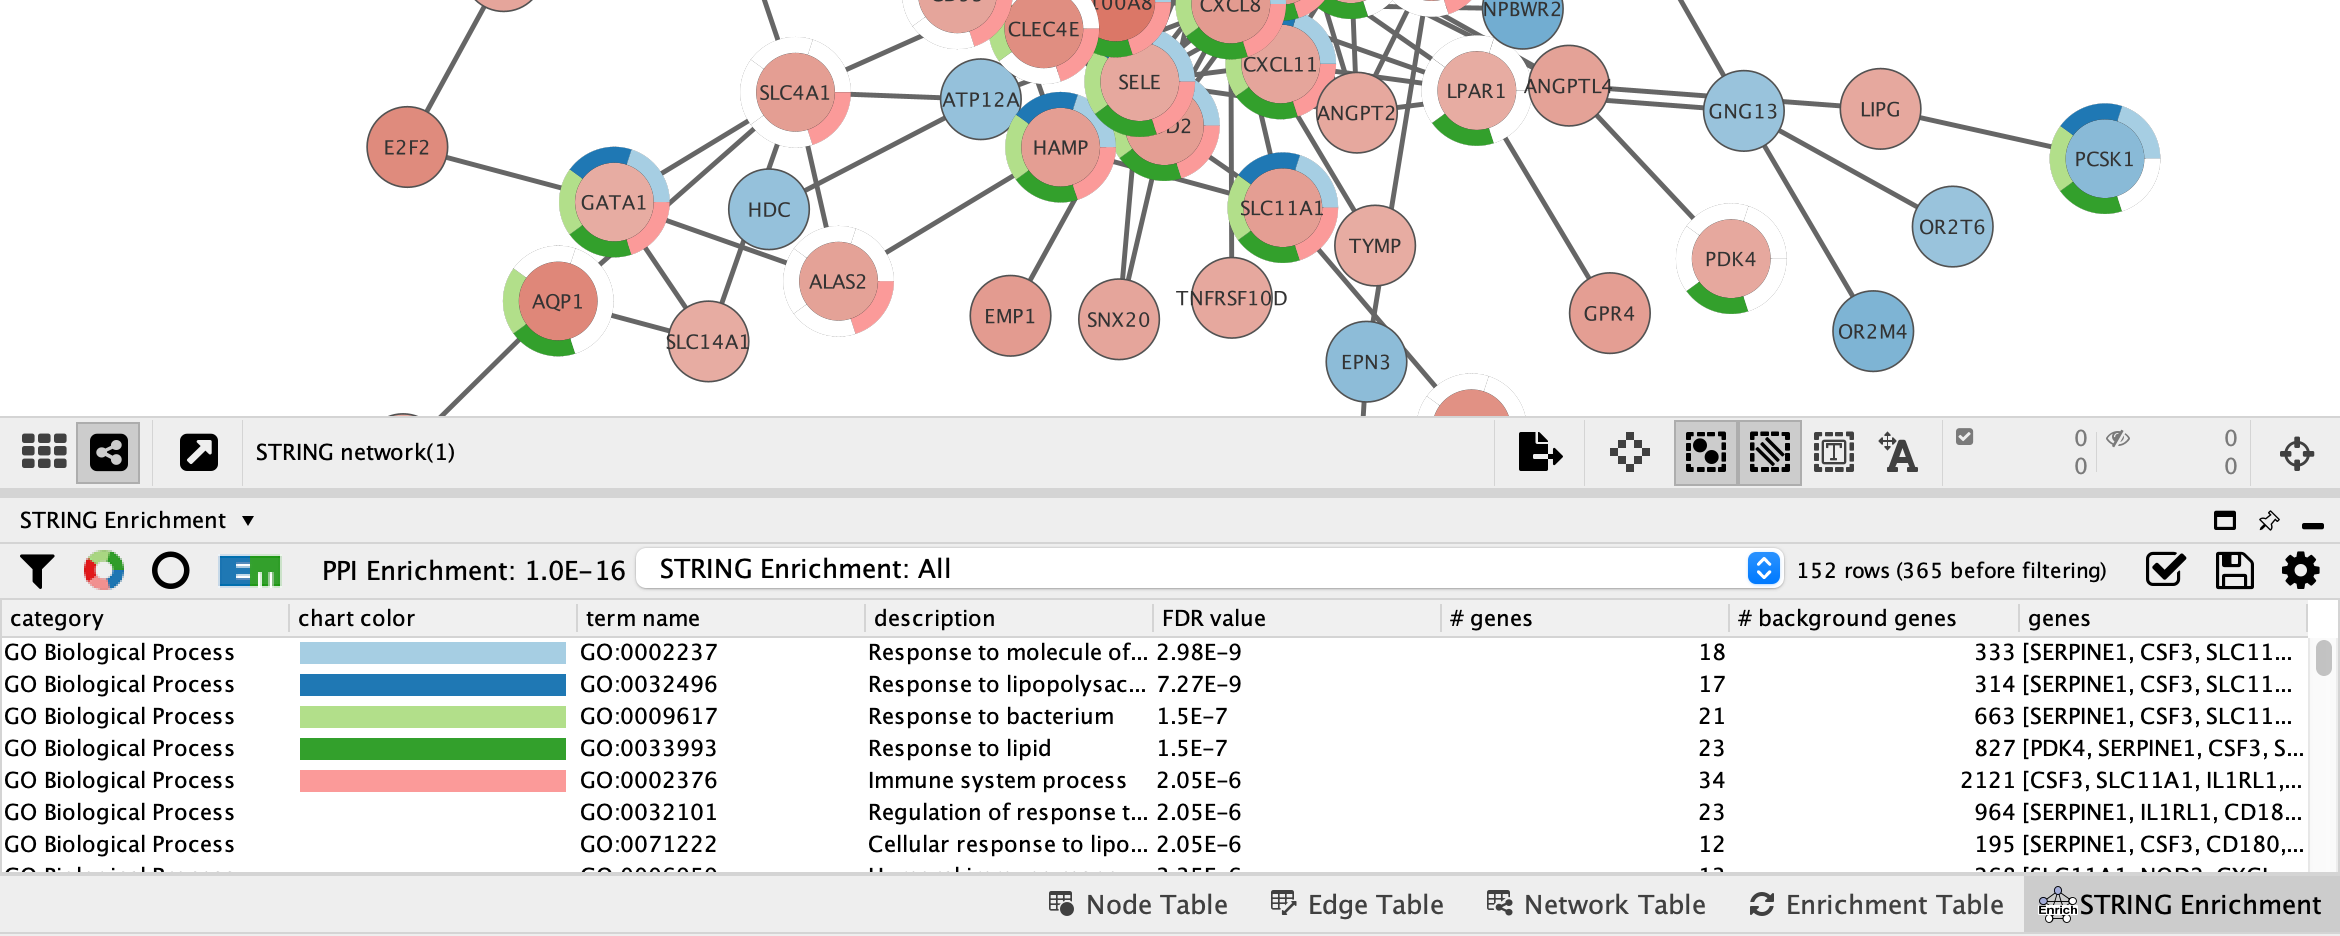 CXCL8
NPBWR2
CLEC4E
SLC4A1
SELE
CXCL11
ATP12A
ANGPT2
LPAR1
ANGPTL4
GNG13
LIPG
E2F2
HAMP
PCSK1
GATA1
HDC
SLC11A1
TYMP
OR2T6
PDK4
ALAS2
AQP1
TNFRSF10D
EMP1
SNX20
GPR4
OR2M4
SLC14A1
EPN3
STRING network(1)
0 0
0 0
STRING Enrichment
PPI Enrichment: 1.0E-16 STRING Enrichment: All 152 rows (365 before filtering)
category chart color term name description FDR value # genes # background genes genes
GO Biological Process GO:0002237 Response to molecule of... 2.98E-9 18 333 [SERPINE1, CSF3, SLC11...
GO Biological Process GO:0032496 Response to lipopolysac... 7.27E-9 17 314 [SERPINE1, CSF3, SLC11...
GO Biological Process GO:0009617 Response to bacterium 1.5E-7 21 663 [SERPINE1, CSF3, SLC11...
GO Biological Process GO:0033993 Response to lipid 1.5E-7 23 827 [PDK4, SERPINE1, CSF3, S...
GO Biological Process GO:0002376 Immune system process 2.05E-6 34 2121 [CSF3, SLC11A1, IL1RL1,...
GO Biological Process GO:0032101 Regulation of response t... 2.05E-6 23 964 [SERPINE1, IL1RL1, CD18...
GO Biological Process GO:0071222 Cellular response to lipo... 2.05E-6 12 195 [SERPINE1, CSF3, CD180,...
Node Table Edge Table Network Table Enrichment Table Enrich STRING Enrichment